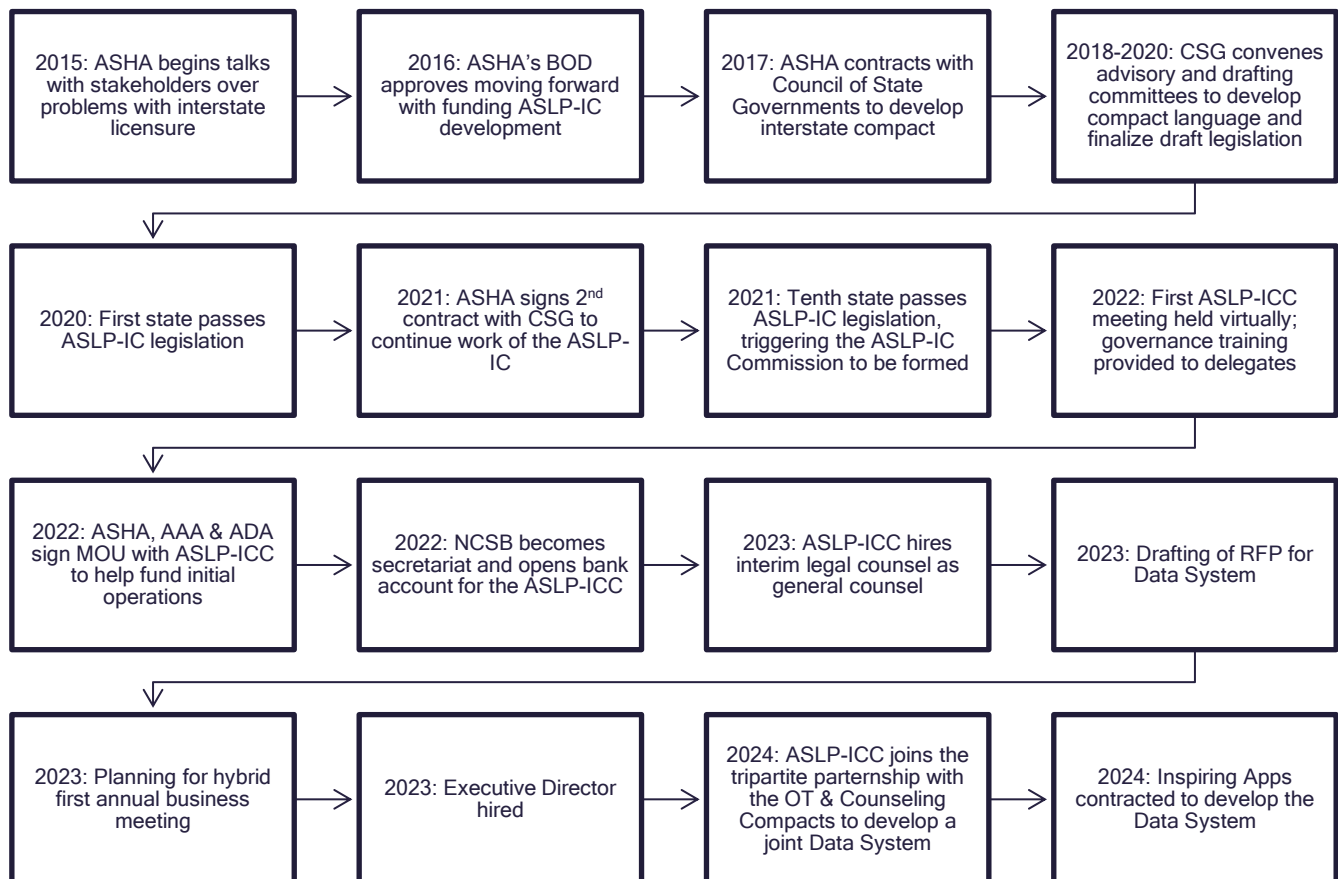 2015: ASHA begins talks
with stakeholders over
problems with interstate
licensure
2016: ASHA's BOD
approves moving forward
with funding ASLP-IC
development
2017: ASHA contracts with
Council of State
Governments to develop
interstate compact
2018-2020: CSG convenes
advisory and drafting
committees to develop
compact language and
finalize draft legislation
2020: First state passes
ASLP-IC legislation
2021: ASHA signs 2nd
contract with CSG to
continue work of the ASLP-
IC
2021: Tenth state passes
ASLP-IC legislation,
triggering the ASLP-IC
Commission to be formed
2022: First ASLP-ICC
meeting held virtually;
governance training
provided to delegates
2022: ASHA, AAA & ADA
sign MOU with ASLP-ICC
to help fund initial
operations
2022: NCSB becomes
secretariat and opens bank
account for the ASLP-ICC
2023: ASLP-ICC hires
interim legal counsel as
general counsel
2023: Drafting of RFP for
Data System
2023: Planning for hybrid
first annual business
meeting
2023: Executive Director
hired
2024: ASLP-ICC joins the
tripartite parternship with
the OT & Counseling
Compacts to develop a
joint Data System
2024: Inspiring Apps
contracted to develop the
Data System